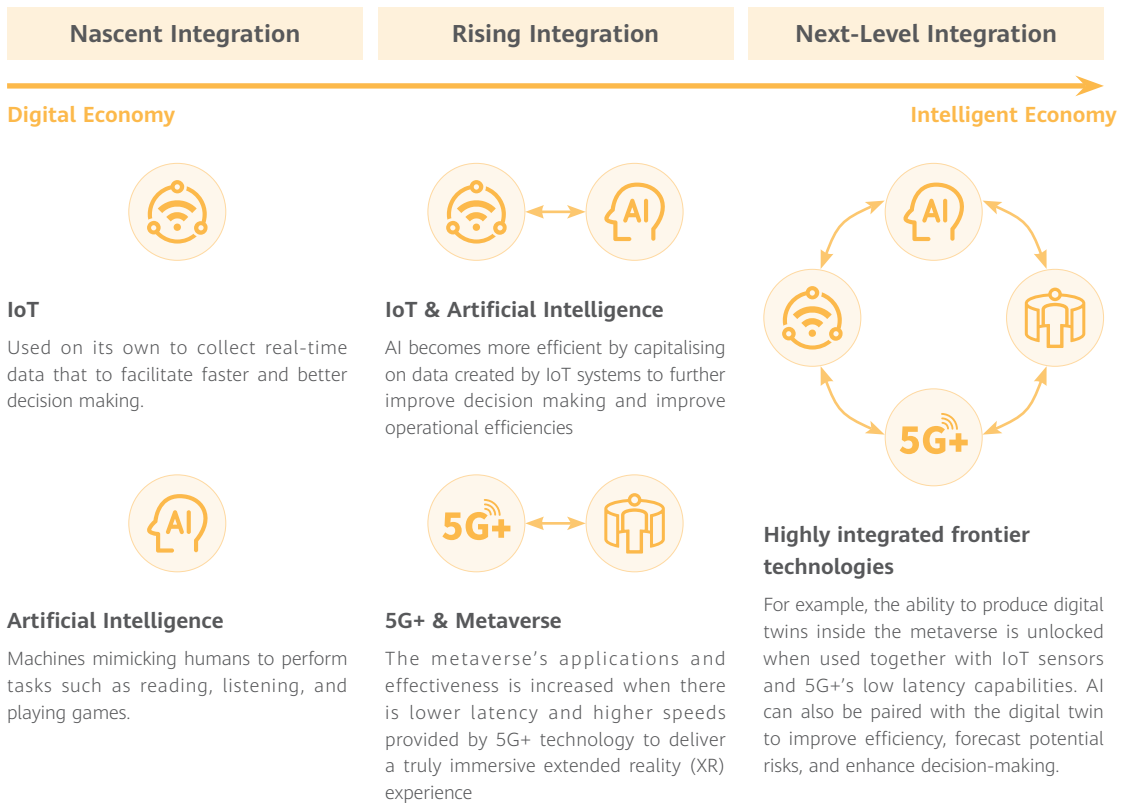 Nascent Integration
Rising Integration
Next-Level Integration
Digital Economy
Intelligent Economy
IoT
Used on its own to collect real-time
data that to facilitate faster and better
decision making.
AI
Artificial Intelligence
Machines mimicking humans to perform
tasks such as reading, listening, and
playing games.
AI
IoT & Artificial Intelligence
AI becomes more efficient by capitalising
on data created by IoT systems to further
improve decision making and improve
operational efficiencies
5G+
5G+ & Metaverse
The metaverse's applications and
effectiveness is increased when there
is lower latency and higher speeds
provided by 5G+ technology to deliver
a truly immersive extended reality (XR)
experience
AI
5G+
Highly integrated frontier
technologies
For example, the ability to produce digital
twins inside the metaverse is unlocked
when used together with IoT sensors
and 5G+'s low latency capabilities. AI
can also be paired with the digital twin
to improve efficiency, forecast potential
risks, and enhance decision-making.